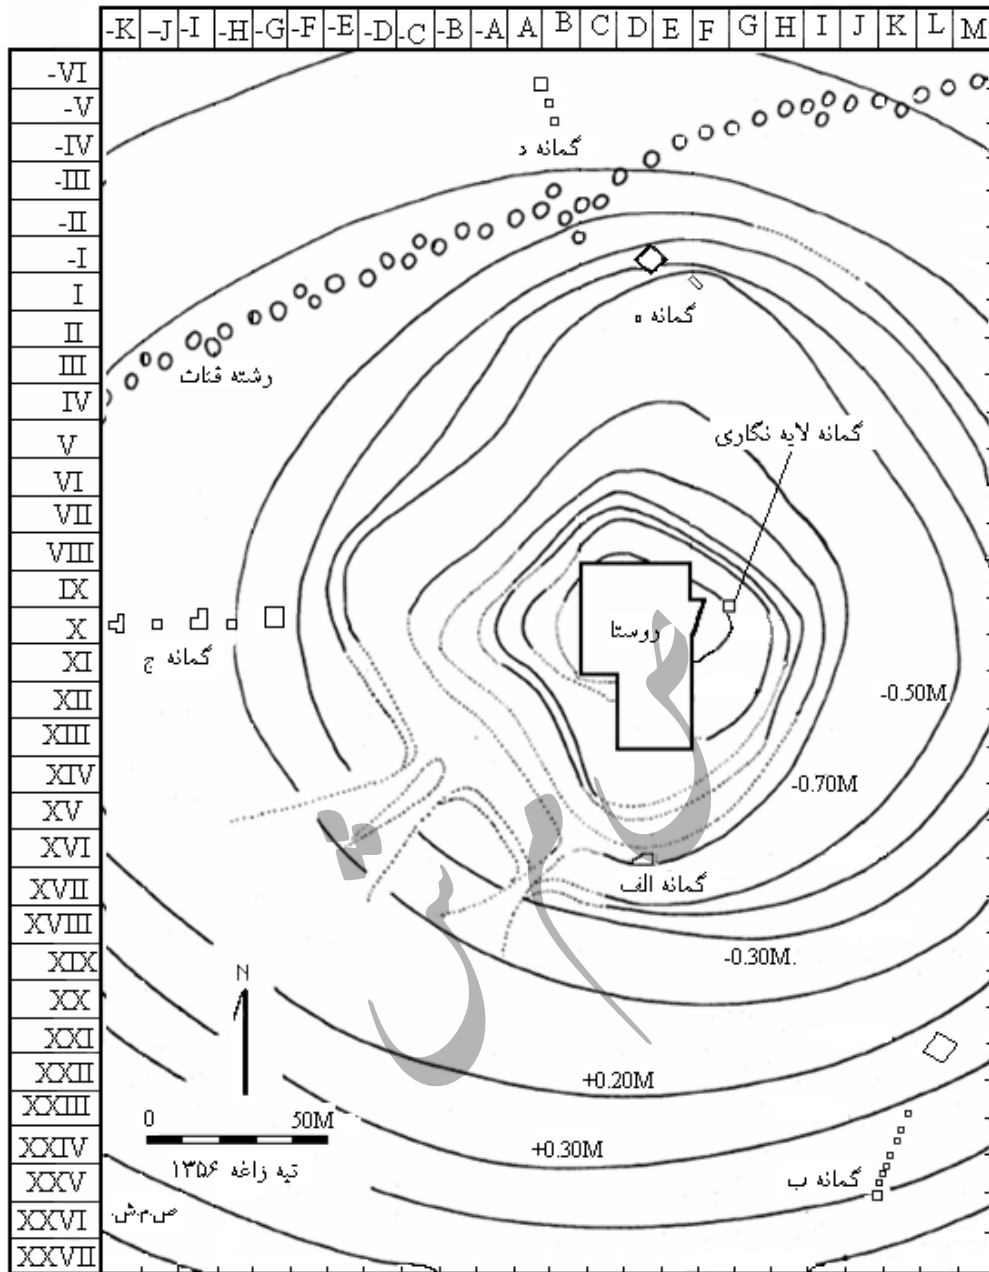 -K -J -I -H -G -F -E -D -C -B -A A B C D E F G H I J K L M
-VI
-V
-IV
-III
-II
-I
I
II
III
IV
V
VI
VII
VIII
IX
X
XI
XII
XIII
XIV
XV
XVI
XVII
XVIII
XIX
XX
XXI
XXII
XXIII
XXIV
XXV
XXVI
XXVII
گمانه د
گمانه ه
رشته قنات
گمانه لایه نگاری
روستا
گمانه ج
-0.50M
-0.70M
گمانه الف
-0.30M.
N
+0.20M
0 50M
+0.30M
تپه زاغه ۱۳۵۶
گمانه ب
ص.م.ش.